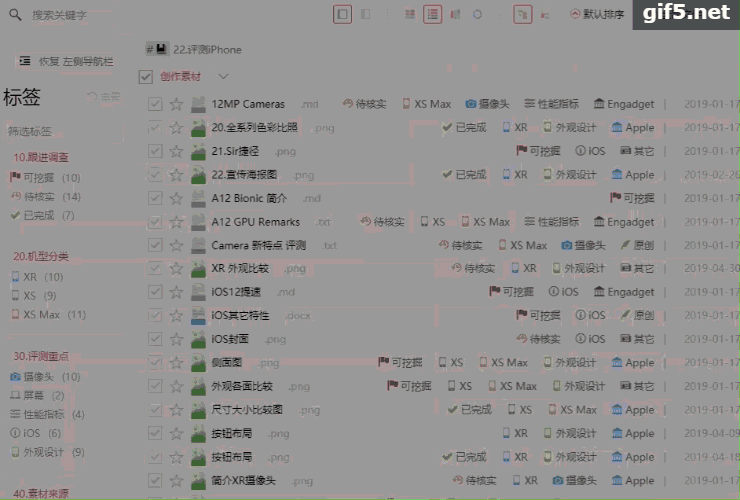 搜索关键字
默认排序
gif5.net
恢复 左侧导航栏
# 22.评测iPhone
创作素材
标签
筛选标签
10.跟进调查
可挖掘 (10)
待核实 (14)
已完成 (7)
20.机型分类
XR (10)
XS (9)
XS Max (11)
30.评测重点
摄像头 (10)
屏幕 (2)
性能指标 (4)
iOS (6)
外观设计 (9)
40.素材来源
12MP Cameras .md 待核实 XS Max 摄像头 性能指标 Engadget 2019-01-17
20.全系列色彩比照 .png 已完成 XR 外观设计 Apple 2019-01-17
21.Sir捷径 .png 可挖掘 iOS 其它 2019-01-17
22.宣传海报图 .png 已完成 XR 外观设计 Apple 2019-02-26
A12 Bionic 简介 .md 可挖掘 2019-01-17
A12 GPU Remarks .txt 待核实 XS XS Max 性能指标 Engadget 2019-01-17
Camera 新特点 评测 .txt 待核实 XS Max 摄像头 原创 2019-01-17
XR 外观比较 .png 待核实 XR 外观设计 其它 2019-04-30
iOS12提速 .md 可挖掘 iOS Engadget 2019-01-17
iOS其它特性 .docx 可挖掘 iOS 原创 2019-01-17
iOS封面 .png 待核实 iOS 其它 2019-01-17
侧面图 .png 可挖掘 XS XS Max 外观设计 Apple 2019-01-17
外观各面比较 .png 可挖掘 XS XS Max 外观设计 其它 2019-01-17
尺寸大小比较图 .png 已完成 XS XS Max 外观设计 Apple 2019-01-17
按钮布局 .png XR 外观设计 Apple 2019-04-09
按钮布局 .png 已完成 XR 外观设计 Apple 2019-04-18
简介XR摄像头 .png 待核实 XR 摄像头 Apple 2019-01-17